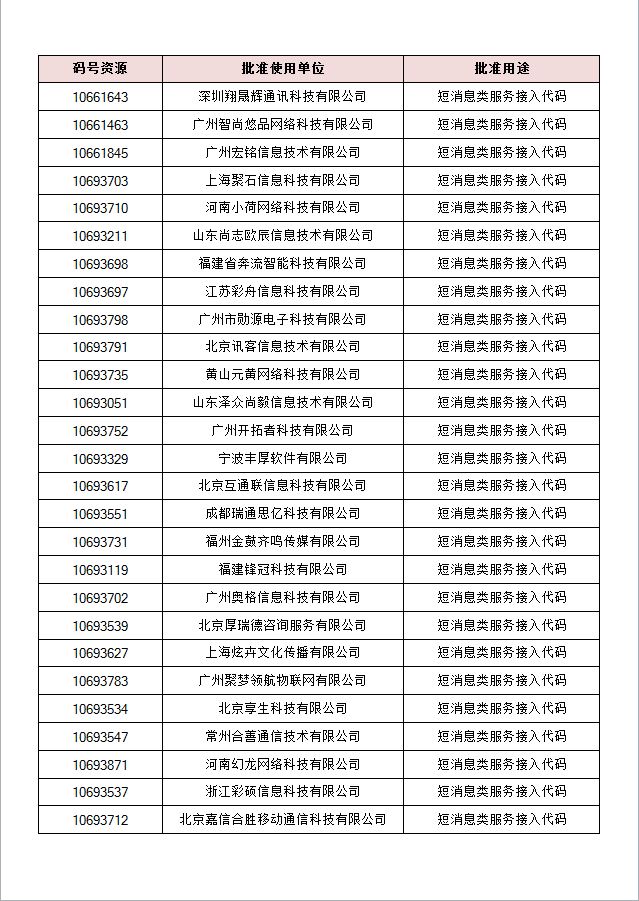 码号资源 批准使用单位 批准用途
10661643 深圳翔晟辉通讯科技有限公司 短消息类服务接入代码
10661463 广州智尚悠品网络科技有限公司 短消息类服务接入代码
10661845 广州宏铭信息技术有限公司 短消息类服务接入代码
10693703 上海聚石信息科技有限公司 短消息类服务接入代码
10693710 河南小荷网络科技有限公司 短消息类服务接入代码
10693211 山东尚志欧辰信息技术有限公司 短消息类服务接入代码
10693698 福建省奔流智能科技有限公司 短消息类服务接入代码
10693697 江苏彩舟信息科技有限公司 短消息类服务接入代码
10693798 广州市勋源电子科技有限公司 短消息类服务接入代码
10693791 北京讯客信息技术有限公司 短消息类服务接入代码
10693735 黄山元黄网络科技有限公司 短消息类服务接入代码
10693051 山东泽众尚毅信息技术有限公司 短消息类服务接入代码
10693752 广州开拓者科技有限公司 短消息类服务接入代码
10693329 宁波丰厚软件有限公司 短消息类服务接入代码
10693617 北京互通联信息科技有限公司 短消息类服务接入代码
10693551 成都瑞通思亿科技有限公司 短消息类服务接入代码
10693731 福州金鼓齐鸣传媒有限公司 短消息类服务接入代码
10693119 福建锋冠科技有限公司 短消息类服务接入代码
10693702 广州奥格信息科技有限公司 短消息类服务接入代码
10693539 北京厚瑞德咨询服务有限公司 短消息类服务接入代码
10693627 上海炫卉文化传播有限公司 短消息类服务接入代码
10693783 广州聚梦领航物联网有限公司 短消息类服务接入代码
10693534 北京享生科技有限公司 短消息类服务接入代码
10693547 常州合善通信技术有限公司 短消息类服务接入代码
10693871 河南幻龙网络科技有限公司 短消息类服务接入代码
10693537 浙江彩硕信息科技有限公司 短消息类服务接入代码
10693712 北京嘉信合胜移动通信科技有限公司 短消息类服务接入代码